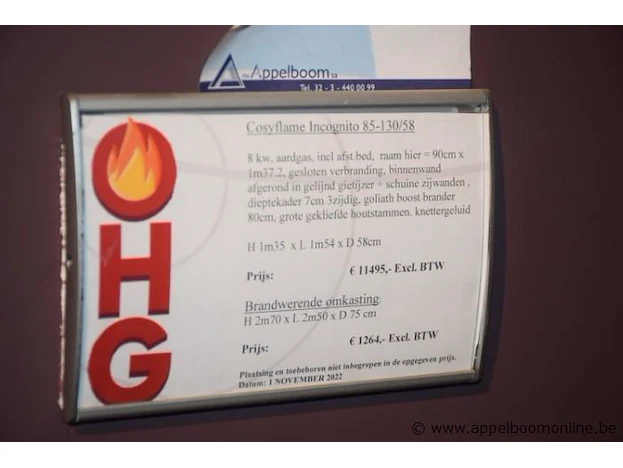 Appelboom
Tel. 32 - 3 - 440 00 99
OHG
Cosyflame Incognito 85-130/58
8 kw, aardgas, incl afst.bed, raam hier = 90cm x
1m37.2, gesloten verbranding, binnenwand
afgerond in gelijnd gietijzer + schuine zijwanden ,
dieptekader 7cm 3zijdig, goliath boost brander
80cm, grote gekliefde houtstammen. knettergeluid
H 1m35 x L 1m54 x D 58cm
Prijs: € 11495,- Excl. BTW
Brandwerende omkasting:
H 2m70 x L 2m50 x D 75 cm
Prijs: € 1264,- Excl. BTW
Plaatsing en toebehoren niet inbegrepen in de opgegeven prijs.
Datum: 1 NOVEMBER 2022
© www.appelboomonline.be